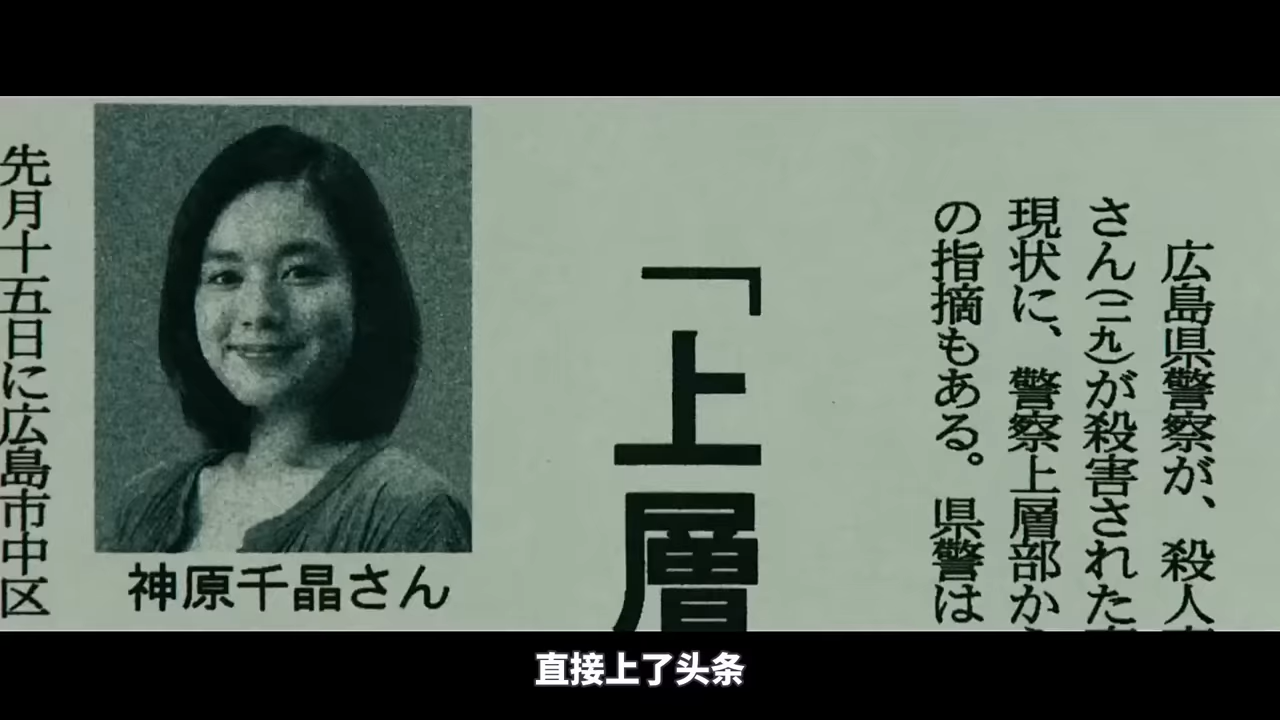 広島県警察が、殺人
さん(二九)が殺害された
現状に、警察上層部か
の指摘もある。県警は
「上層
神原千晶さん
先月十五日に広島市中区
直接上了头条